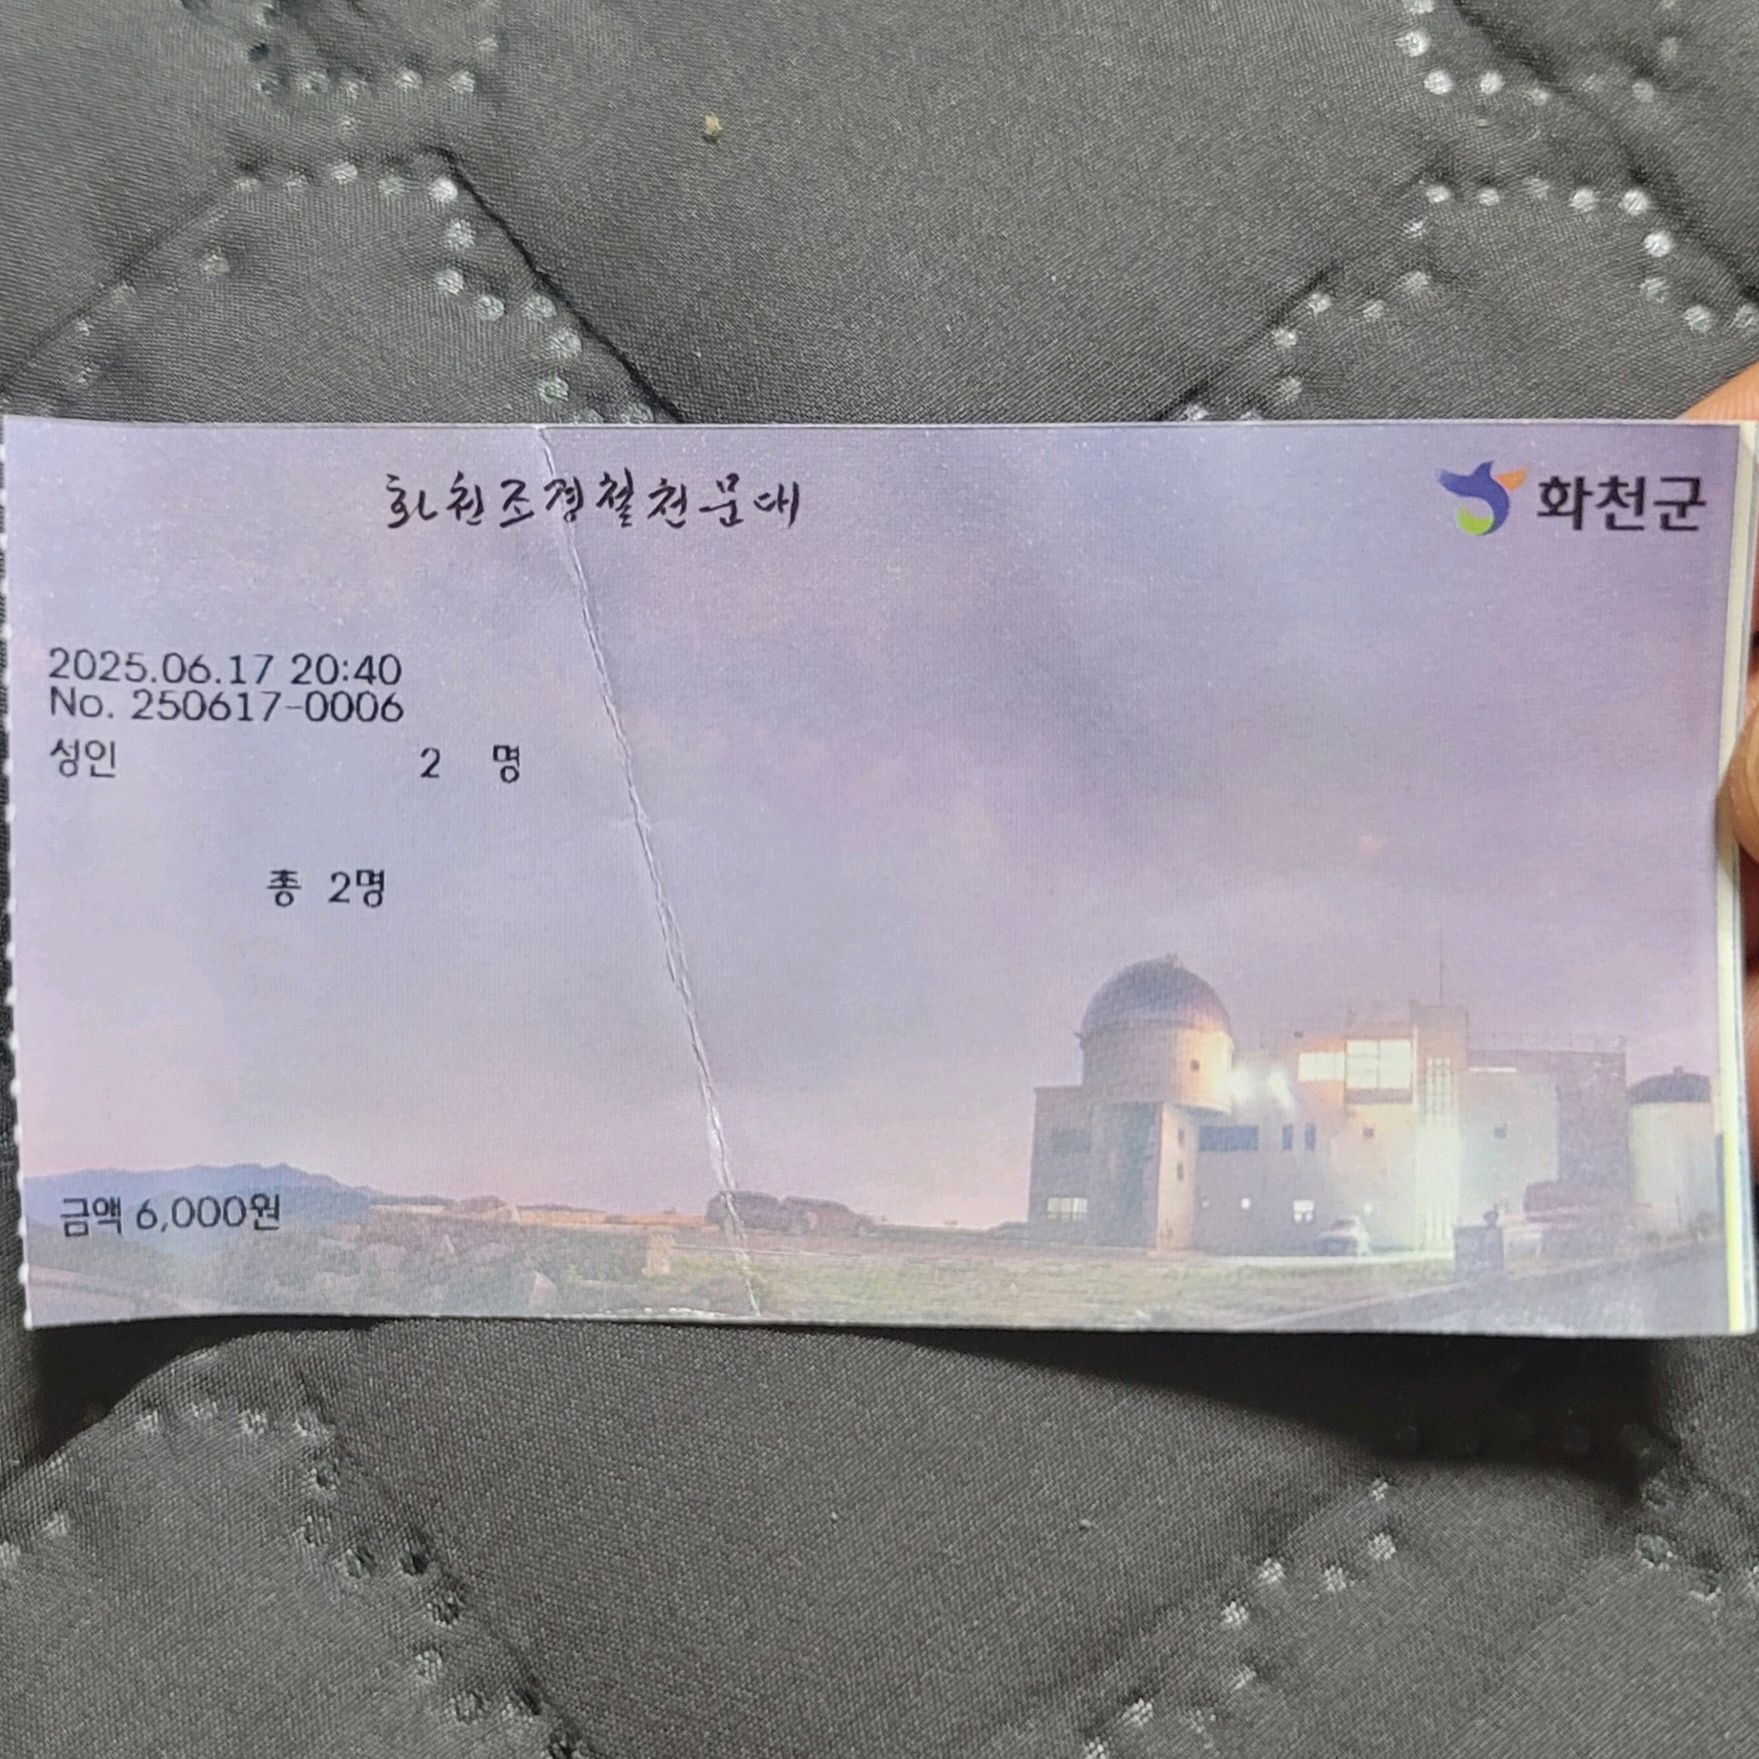 화천조경철천문대
화천군
2025.06.17 20:40
No. 250617-0006
성인 2 명
총 2명
금액 6,000원